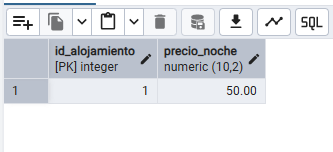 SQL
id_alojamiento precio_noche
[PK] integer numeric (10,2)
1 1 50.00